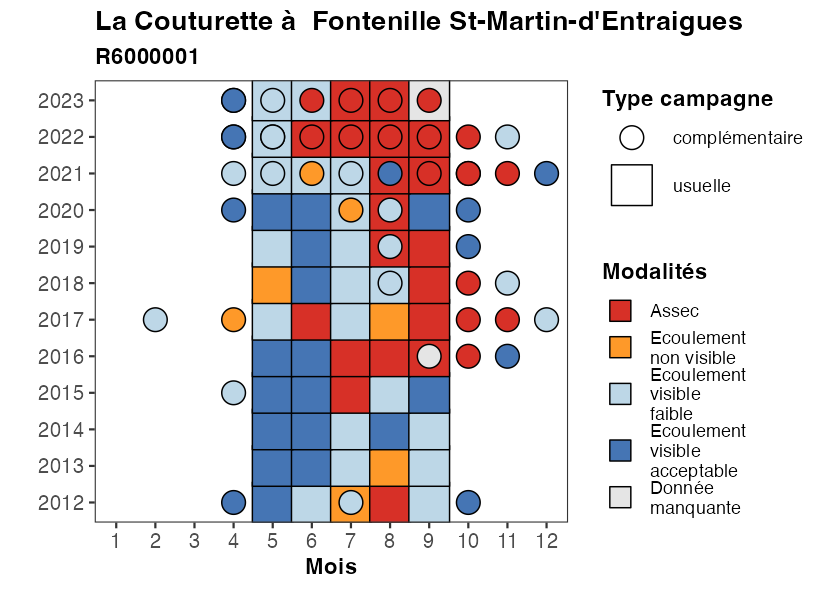 La Couturette à  Fontenille St-Martin-d'Entraigues
R6000001
2023
2022
2021
2020
2019
2018
2017
2016
2015
2014
2013
2012
1 2 3 4 5 6 7 8 9 10 11 12
Mois
Type campagne
complémentaire
usuelle
Modalités
Assec
Ecoulement
non visible
Ecoulement
visible
faible
Ecoulement
visible
acceptable
Donnée
manquante